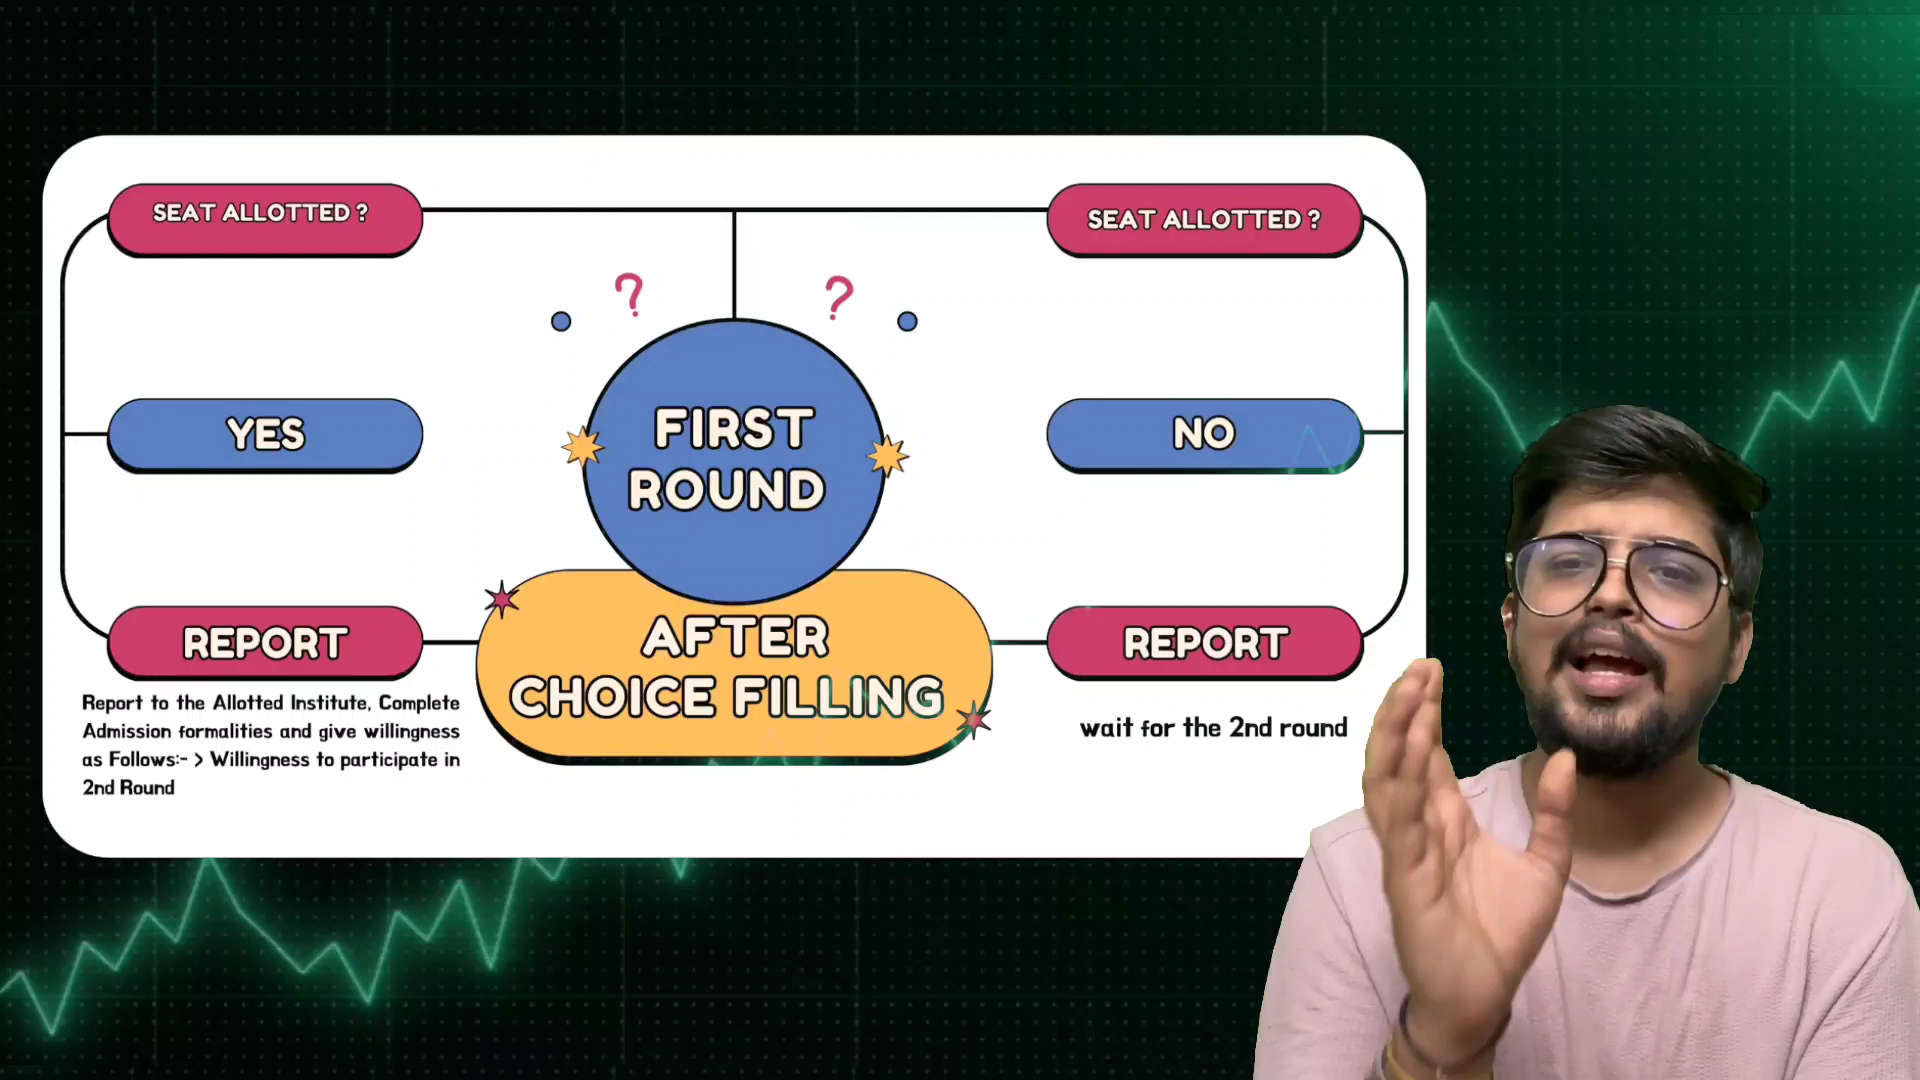 SEAT ALLOTTED ?
SEAT ALLOTTED ?
? ?
FIRST
ROUND
YES
NO
AFTER
CHOICE FILLING
REPORT
Report to the Allotted Institute, Complete
Admission formalities and give willingness
as Follows:- > Willingness to participate in
2nd Round
REPORT
wait for the 2nd round